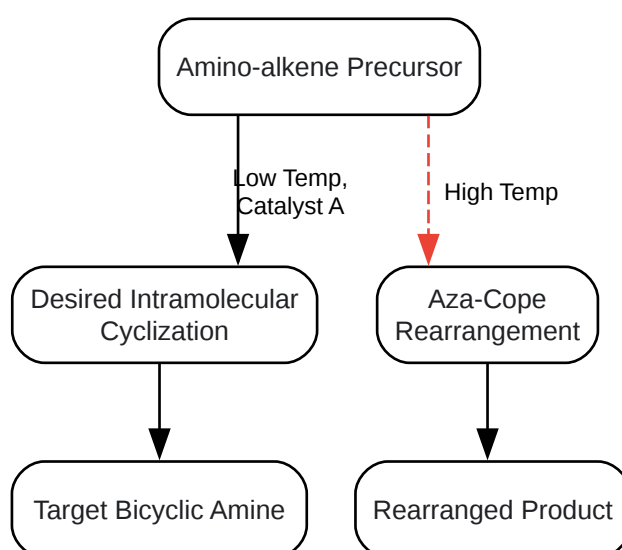 Amino-alkene Precursor
Low Temp,
Catalyst A
High Temp
Desired Intramolecular
Cyclization
Aza-Cope
Rearrangement
Target Bicyclic Amine
Rearranged Product